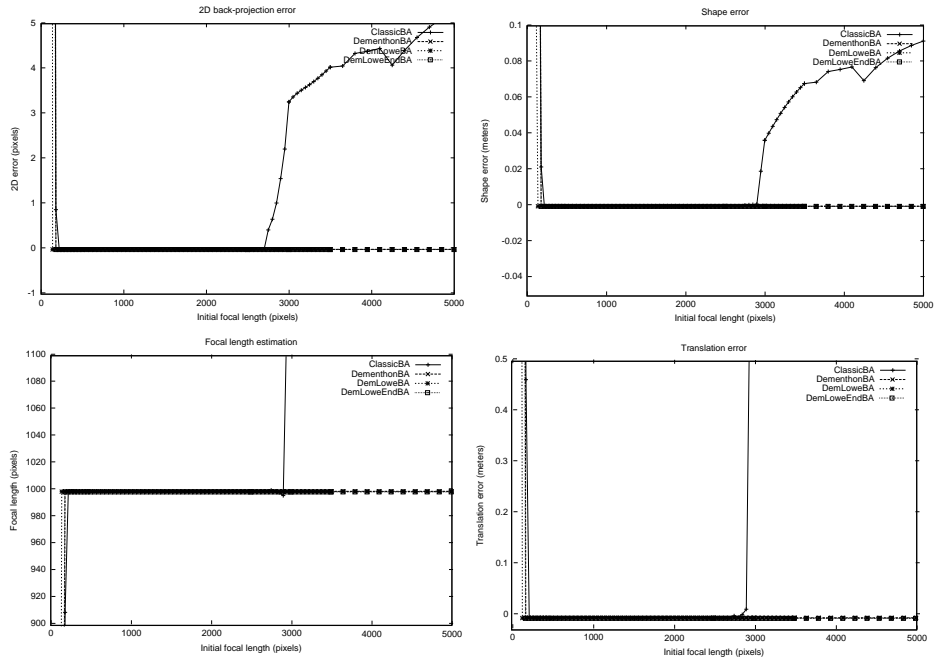 2D back-projection error
5
4
3
2
1
0
-1
2D error (pixels)
ClassicBA
DementhonBA
DemLoweBA
DemLoweEndBA
0 1000 2000 3000 4000 5000
Initial focal length (pixels)
Shape error
0.1
0.08
0.06
0.04
0.02
0
-0.02
-0.04
Shape error (meters)
ClassicBA
DementhonBA
DemLoweBA
DemLoweEndBA
0 1000 2000 3000 4000 5000
Initial focal lenght (pixels)
Focal length estimation
1100
1080
1060
1040
1020
1000
980
960
940
920
900
Focal length (pixels)
ClassicBA
DementhonBA
DemLoweBA
DemLoweEndBA
0 1000 2000 3000 4000 5000
Initial focal length (pixels)
Translation error
0.5
0.4
0.3
0.2
0.1
0
Translation error (meters)
ClassicBA
DementhonBA
DemLoweBA
DemLoweEndBA
0 1000 2000 3000 4000 5000
Initial focal length (pixels)